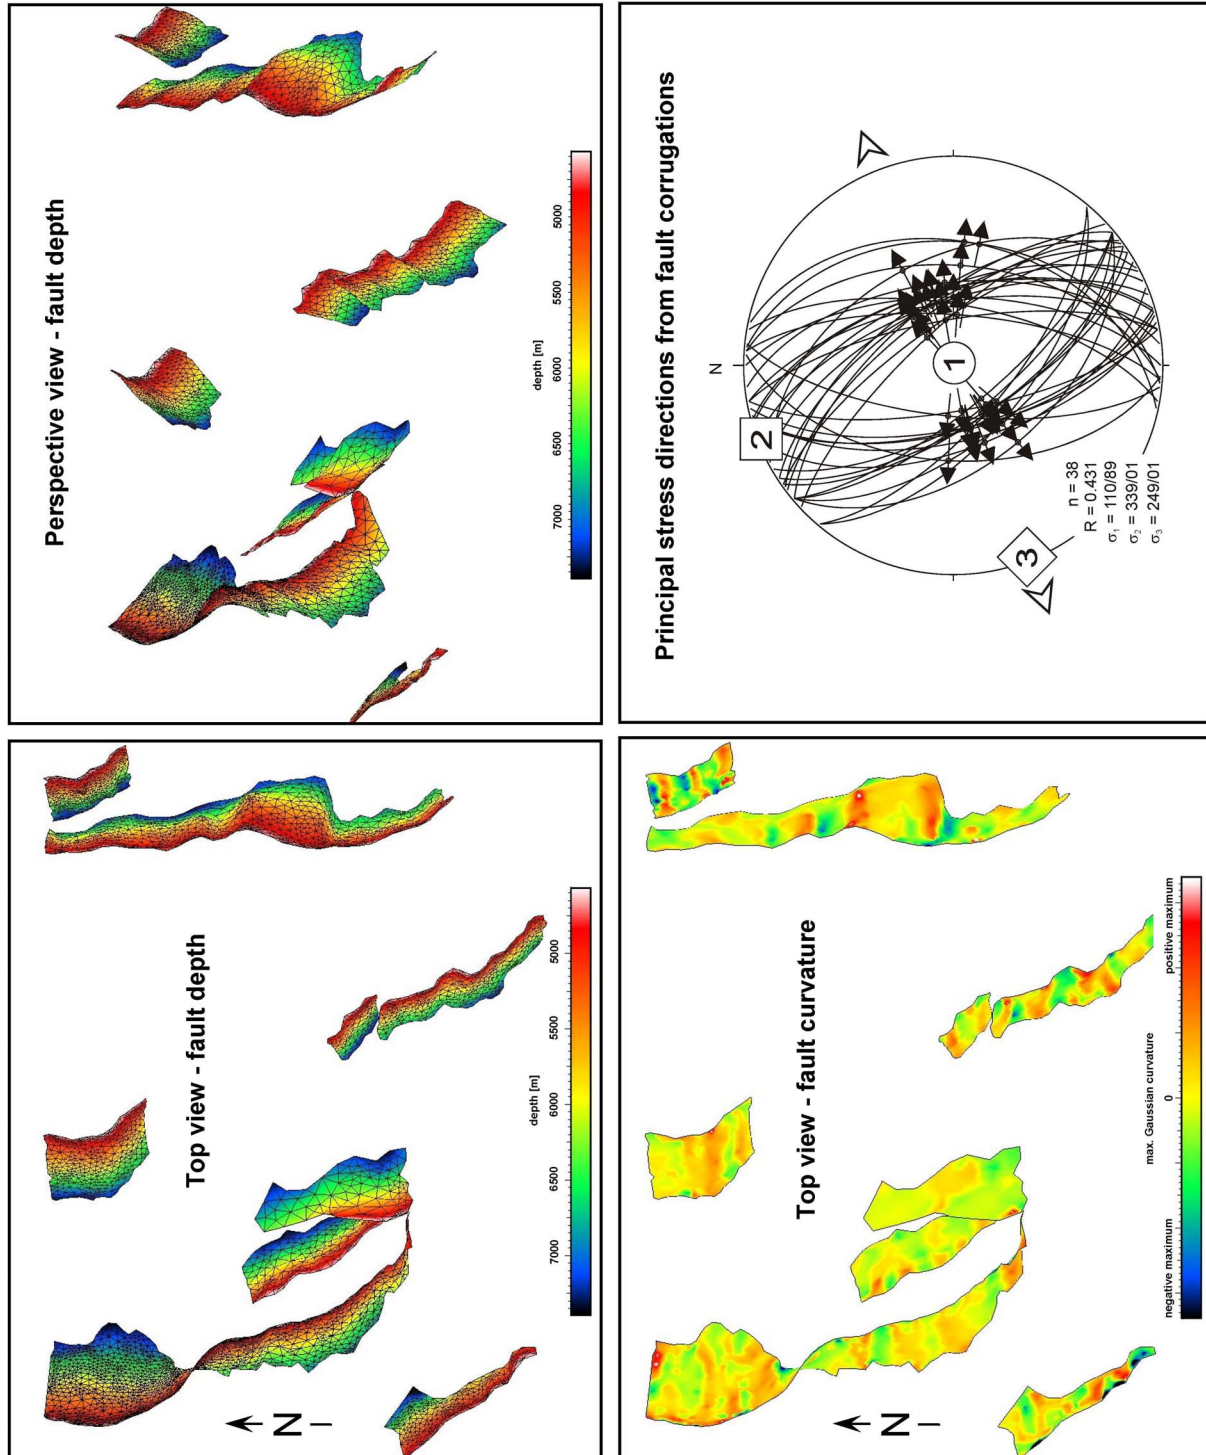 Top view - fault depth
N
depth [m]
7000 6500 6000 5500 5000
Perspective view - fault depth
depth [m]
7000 6500 6000 5500 5000
Top view - fault curvature
N
max. Gaussian curvature
negative maximum 0 positive maximum
Principal stress directions from fault corrugations
N
2
1
3
n = 38
R = 0.431
σ₁ = 110/89
σ₂ = 339/01
σ₃ = 249/01